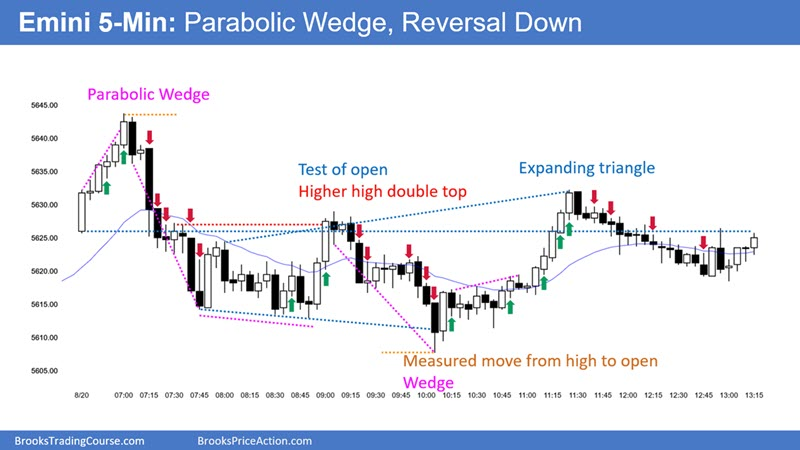 Emini 5-Min: Parabolic Wedge, Reversal Down
Parabolic Wedge
Test of open
Higher high double top
Expanding triangle
Measured move from high to open
Wedge
5645.00
5640.00
5635.00
5630.00
5625.00
5620.00
5615.00
5610.00
5605.00
8/20 07:00 07:15 07:30 07:45 08:00 08:15 08:30 08:45 09:00 09:15 09:30 09:45 10:00 10:15 10:30 10:45 11:00 11:15 11:30 11:45 12:00 12:15 12:30 12:45 13:00 13:15
BrooksTradingCourse.com BrooksPriceAction.com